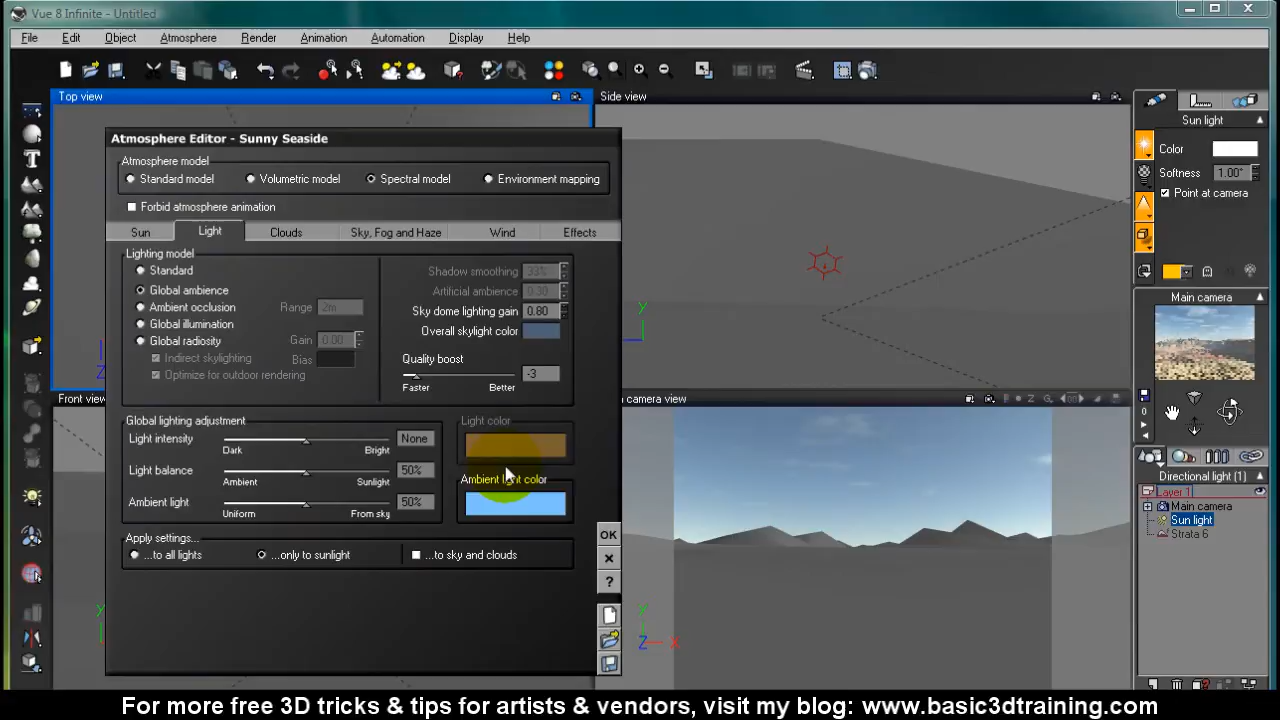 Vue 8 Infinite - Untitled
File Edit Object Atmosphere Render Animation Automation Display Help
Top view
Side view
Sun light
Color
Softness 1.00°
Point at camera
Atmosphere Editor - Sunny Seaside
Atmosphere model
Standard model Volumetric model Spectral model Environment mapping
Forbid atmosphere animation
Sun Light Clouds Sky, Fog and Haze Wind Effects
Lighting model
Standard
Global ambience
Ambient occlusion Range 2m
Global illumination
Global radiosity Gain 0.00
Indirect skylighting Bias
Optimize for outdoor rendering
Shadow smoothing 33%
Artificial ambience 0.30
Sky dome lighting gain 0.80
Overall skylight color
Quality boost
-3
Faster Better
Global lighting adjustment
Light intensity None
Dark Bright
Light balance 50%
Ambient Sunlight
Ambient light 50%
Uniform From sky
Light color
Ambient light color
Apply settings...
...to all lights ...only to sunlight ...to sky and clouds
OK
?
Front view
camera view
Main camera
Directional light
Layer 1
Main camera
Sun light
Strata 6
y
Z
y
Z X
For more free 3D tricks & tips for artists & vendors, visit my blog: www.basic3dtraining.com